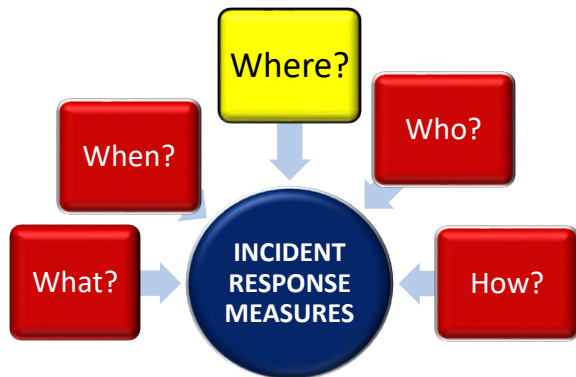 Where?
When?
Who?
What?
INCIDENT
RESPONSE
MEASURES
How?